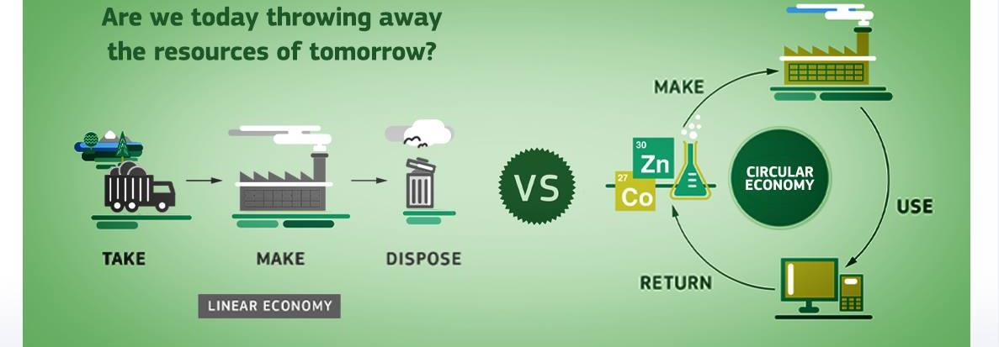 Are we today throwing away
the resources of tomorrow?
TAKE
MAKE
DISPOSE
LINEAR ECONOMY
VS
MAKE
30
Zn
27
Co
CIRCULAR
ECONOMY
USE
RETURN